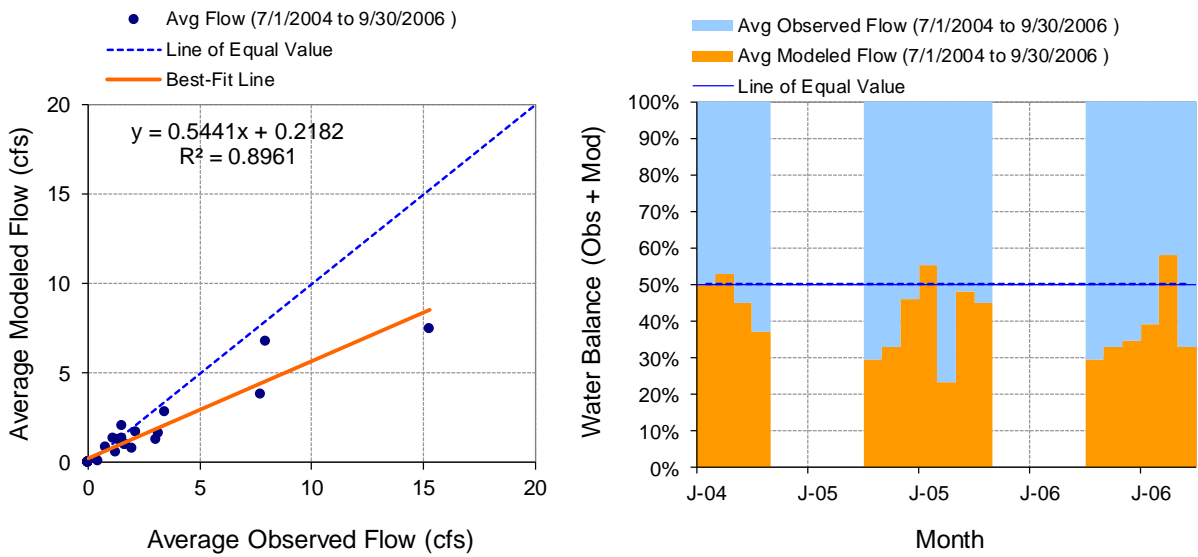 Avg Flow (7/1/2004 to 9/30/2006 )
Line of Equal Value
Best-Fit Line
y = 0.5441x + 0.2182
R² = 0.8961
Average Modeled Flow (cfs)
20
15
10
5
0
0 5 10 15 20
Average Observed Flow (cfs)
Avg Observed Flow (7/1/2004 to 9/30/2006 )
Avg Modeled Flow (7/1/2004 to 9/30/2006 )
Line of Equal Value
Water Balance (Obs + Mod)
100%
90%
80%
70%
60%
50%
40%
30%
20%
10%
0%
J-04 J-05 J-05 J-06 J-06
Month